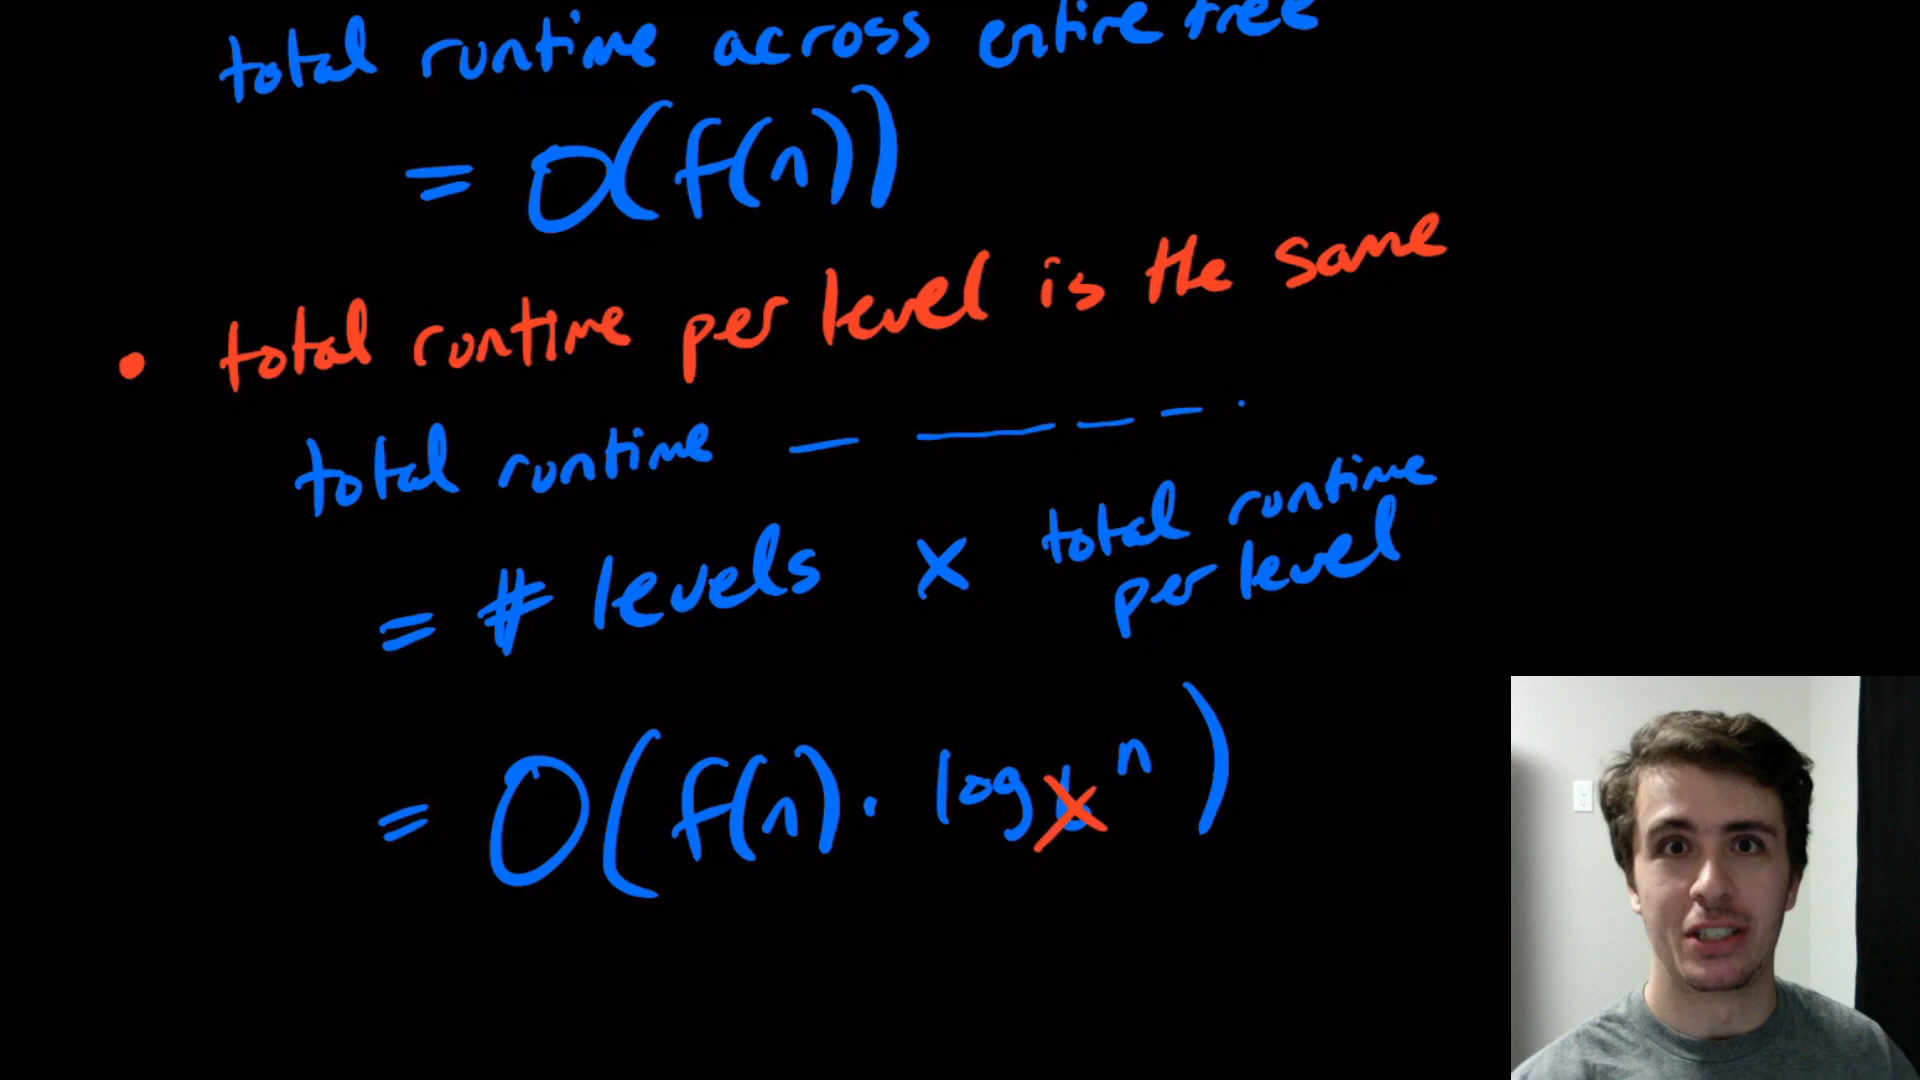 total runtime across entire tree
= O(f(n))
• total runtime per level is the same
total runtime — — — — .
= # levels x total runtime
per level
= O(f(n) · log b n)